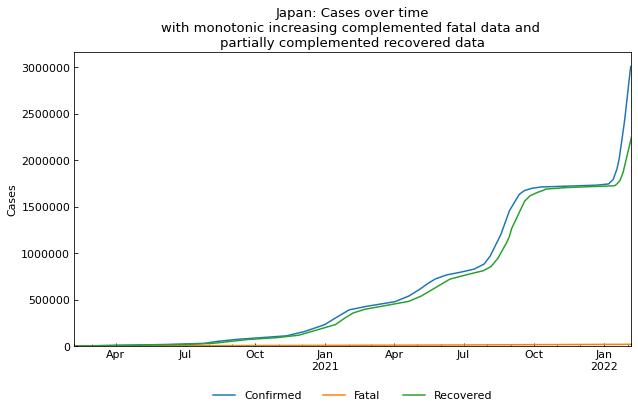 Japan: Cases over time
with monotonic increasing complemented fatal data and
partially complemented recovered data
3000000
2500000
2000000
1500000
1000000
500000
0
Cases
Apr Jul Oct Jan Apr Jul Oct Jan
2021 2022
Confirmed Fatal Recovered